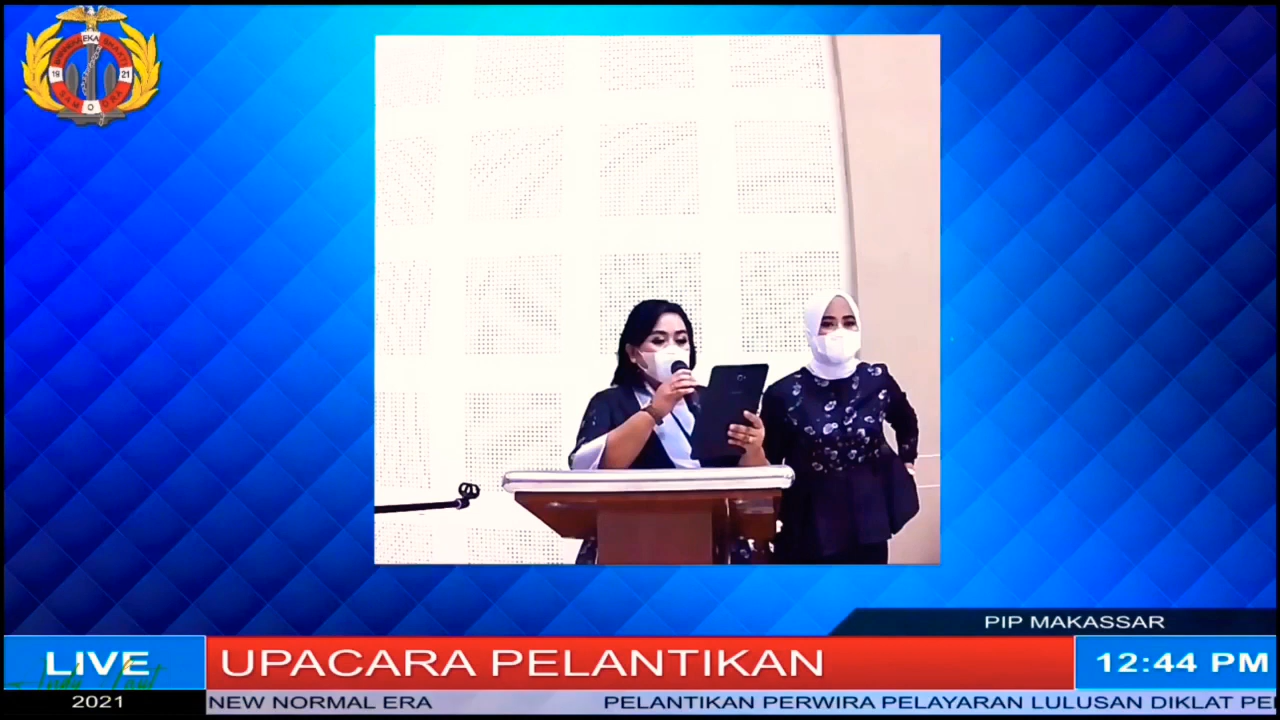 EKA
19 21
PIP MAKASSAR
LIVE
UPACARA PELANTIKAN
12:44 PM
2021
NEW NORMAL ERA PELANTIKAN PERWIRA PELAYARAN LULUSAN DIKLAT PE